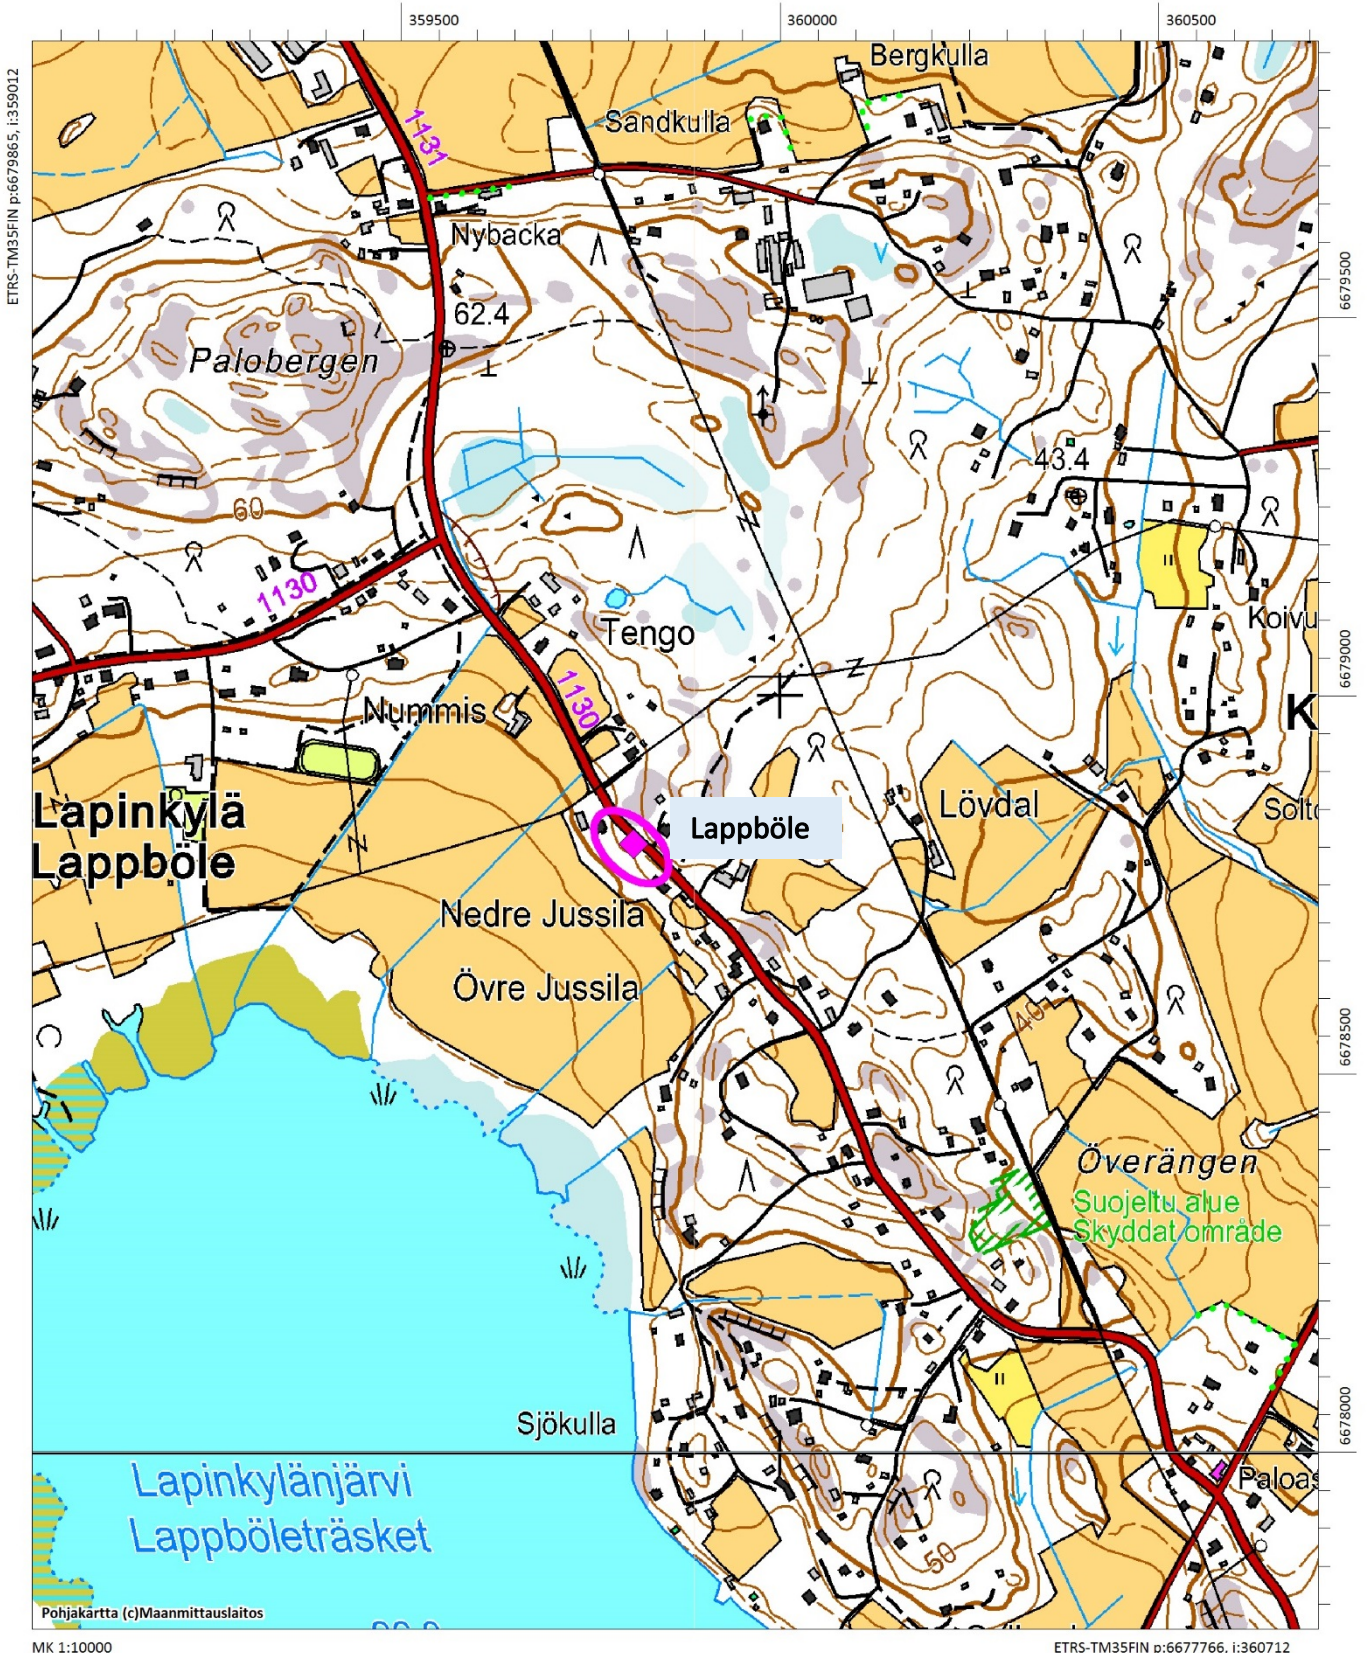 359500
360000
360500
ETRS-TM35FIN p:6679865, i:359012
Bergkulla
Sandkulla
1131
Nybacka
62.4
6679500
Palobergen
43.4
60
1130
Tengo
Koivu
6679000
1130
Nummis
K
Lapinkylä
Lappböle
Lappböle
Lövdal
Solto
Nedre Jussila
Övre Jussila
40
6678500
Överängen
Suojeltu alue
Skyddat område
Sjökulla
6678000
Lapinkylänjärvi
Lappböleträsket
Paloas
50
Pohjakartta (c)Maanmittauslaitos
MK 1:10000
ETRS-TM35FIN p:6677766, i:360712